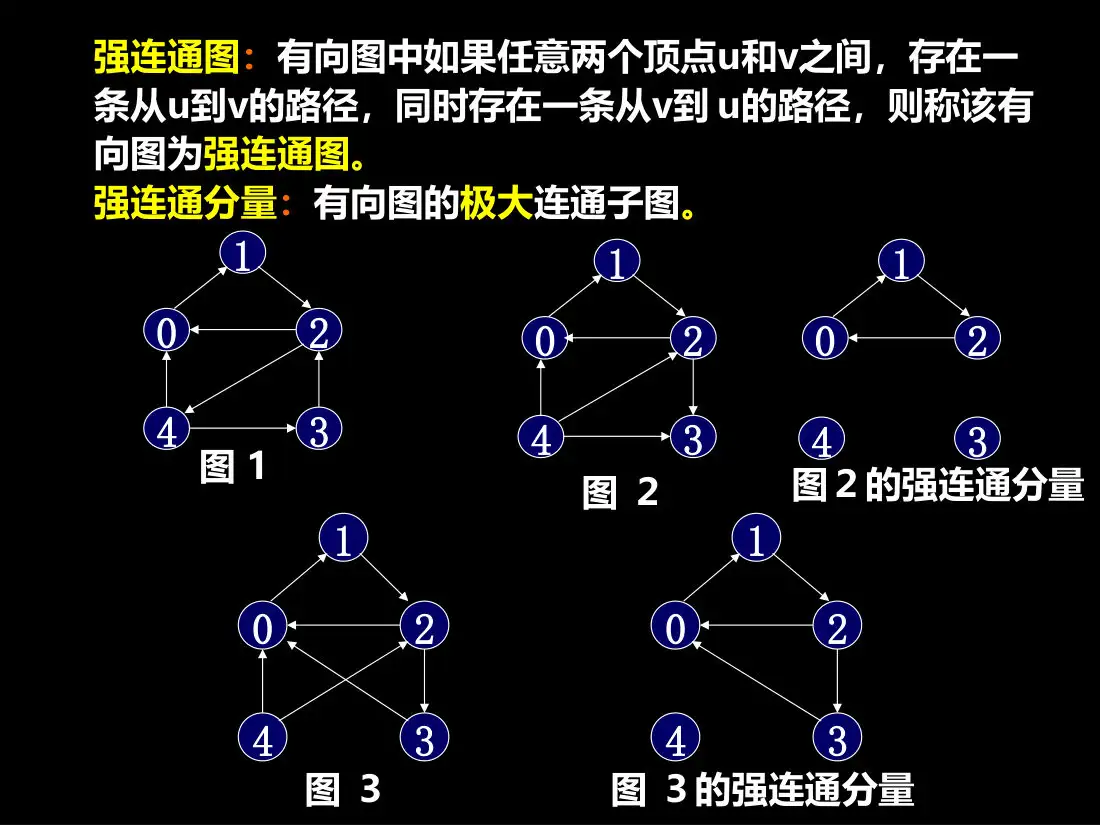 强连通图：有向图中如果任意两个顶点u和v之间，存在一
条从u到v的路径，同时存在一条从v到 u的路径，则称该有
向图为强连通图。
强连通分量：有向图的极大连通子图。
1
0
2
4
3
图 1
1
0
2
4
3
图 2
1
0
2
4
3
图2的强连通分量
1
0
2
4
3
图 3
1
0
2
4
3
图 3的强连通分量